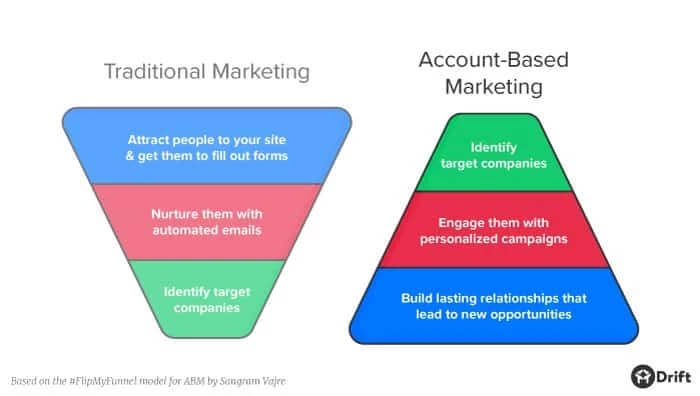 Traditional Marketing
Attract people to your site
& get them to fill out forms
Nurture them with
automated emails
Identify target
companies
Account-Based
Marketing
Identify
target companies
Engage them with
personalized campaigns
Build lasting relationships that
lead to new opportunities
Based on the #FlipMyFunnel model for ABM by Sangram Vajre
Drift